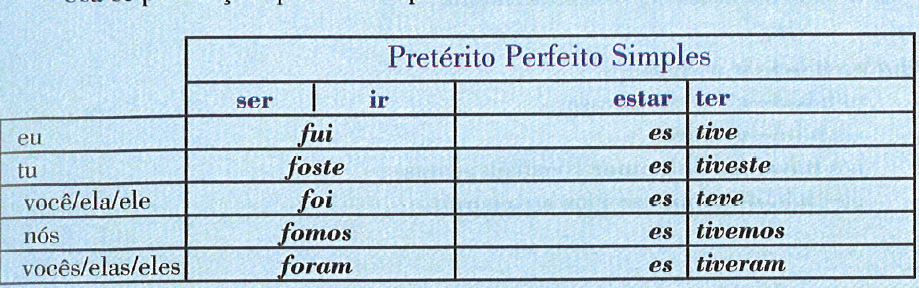 Pretérito Perfeito Simples
ser | ir estar ter
eu fui es tive
tu foste es tiveste
você/ela/ele foi es teve
nós fomos es tivemos
vocês/elas/eles foram es tiveram